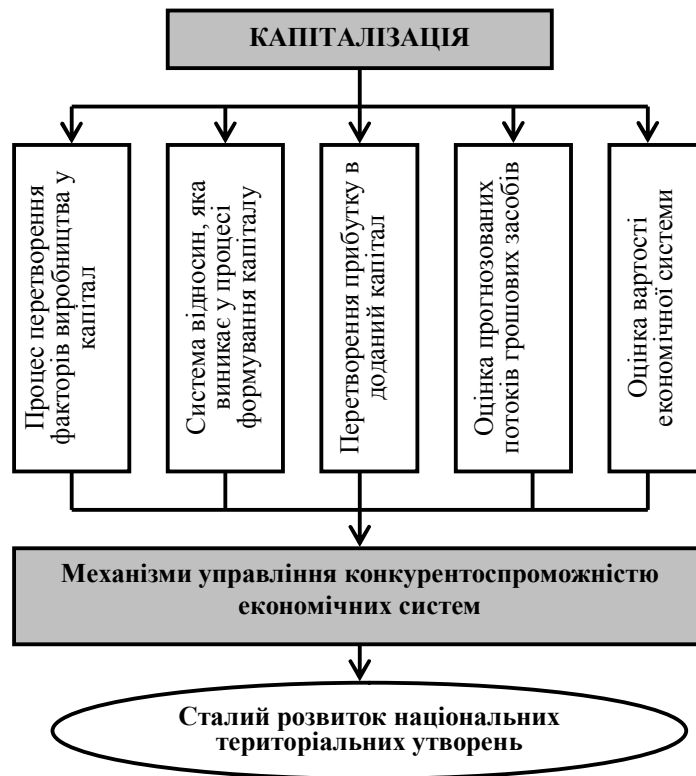 КАПІТАЛІЗАЦІЯ
Процес перетворення
факторів виробництва у
капітал
Система відносин, яка
виникає у процесі
формування капіталу
Перетворення прибутку в
доданий капітал
Оцінка прогнозованих
потоків грошових засобів
Оцінка вартості
економічної системи
Механізми управління конкурентоспроможністю
економічних систем
Сталий розвиток національних
територіальних утворень